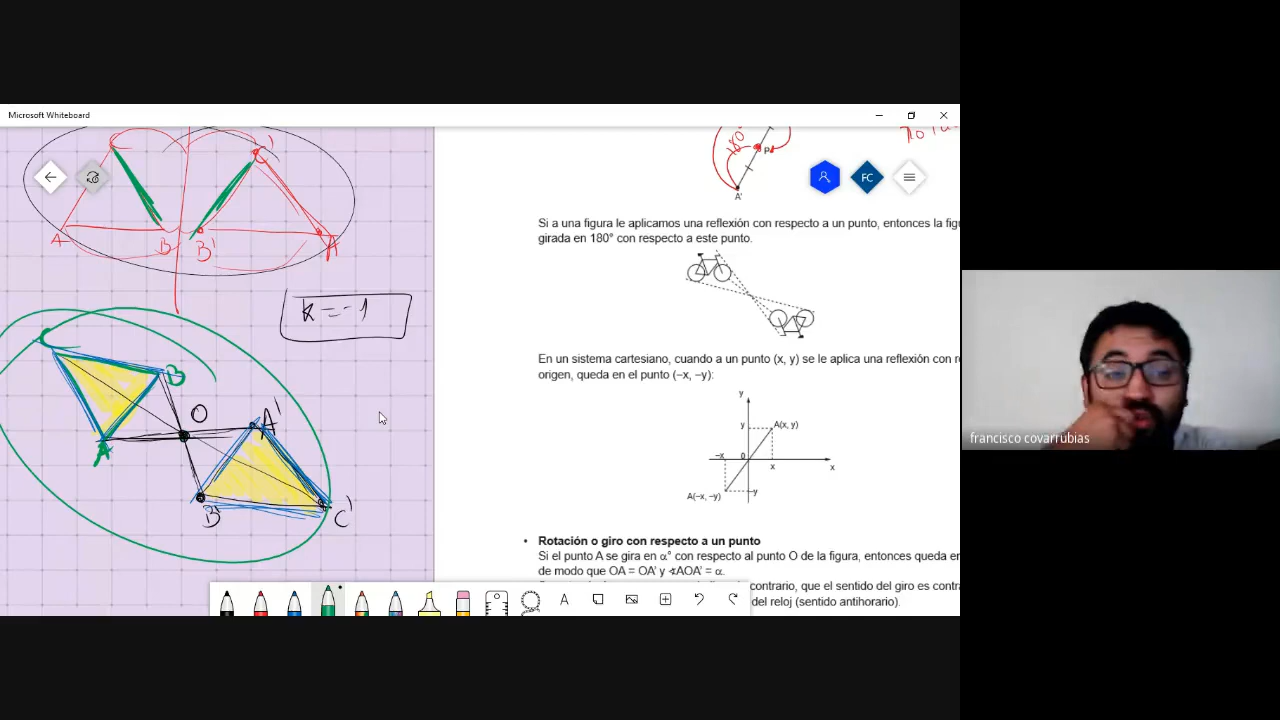 Microsoft Whiteboard
C'
A
B
B'
A
k = -1
C
B
O
A'
A
B'
C'
180°
P
A'
FC
Si a una figura le aplicamos una reflexión con respecto a un punto, entonces la
girada en 180° con respecto a este punto.
En un sistema cartesiano, cuando a un punto (x, y) se le aplica una reflexión con
origen, queda en el punto (−x, −y):
y
y
A(x, y)
−x
0
x
x
A(−x, −y)
−y
• Rotación o giro con respecto a un punto
Si el punto A se gira en α° con respecto al punto O de la figura, entonces queda en
de modo que OA = OA' y ∢AOA' = α.
contrario, que el sentido del giro es
del reloj (sentido antihorario).
A
francisco covarrubias